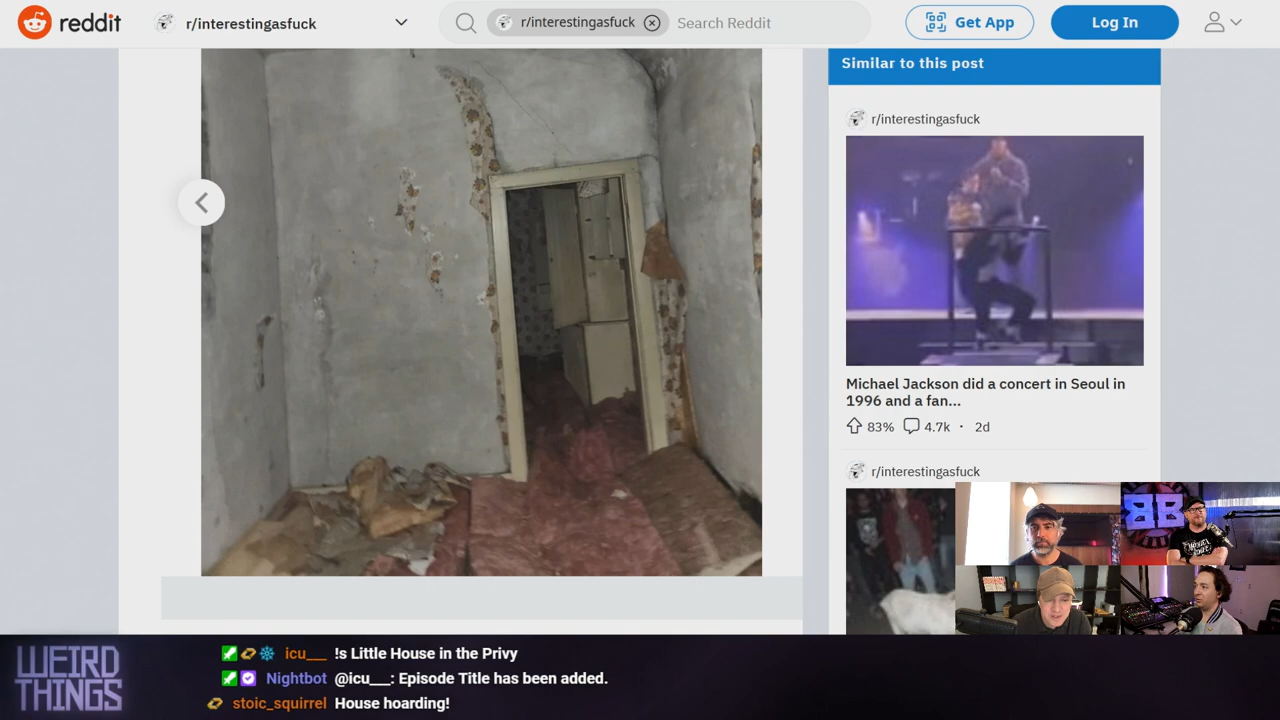 reddit
r/interestingasfuck
r/interestingasfuck
Search Reddit
Get App
Log In
Similar to this post
r/interestingasfuck
Michael Jackson did a concert in Seoul in
1996 and a fan...
83%
4.7k · 2d
r/interestingasfuck
BB
WEIRD
THINGS
icu___ !s Little House in the Privy
Nightbot @icu___: Episode Title has been added.
stoic_squirrel House hoarding!